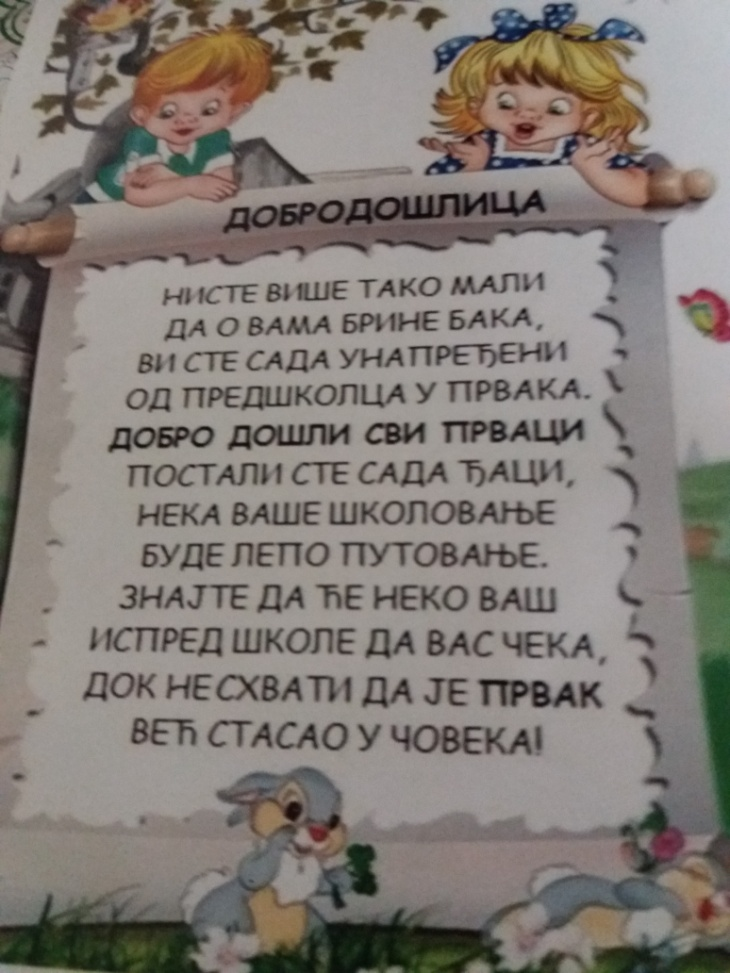 ДОБРОДОШЛИЦА
НИСТЕ ВИШЕ ТАКО МАЛИ
ДА О ВАМА БРИНЕ БАКА,
ВИ СТЕ САДА УНАПРЕЂЕНИ
ОД ПРЕДШКОЛЦА У ПРВАКА.
ДОБРО ДОШЛИ СВИ ПРВАЦИ
ПОСТАЛИ СТЕ САДА ЂАЦИ,
НЕКА ВАШЕ ШКОЛОВАЊЕ
БУДЕ ЛЕПО ПУТОВАЊЕ.
ЗНАЈТЕ ДА ЋЕ НЕКО ВАШ
ИСПРЕД ШКОЛЕ ДА ВАС ЧЕКА,
ДОК НЕ СХВАТИ ДА ЈЕ ПРВАК
ВЕЋ СТАСАО У ЧОВЕКА!